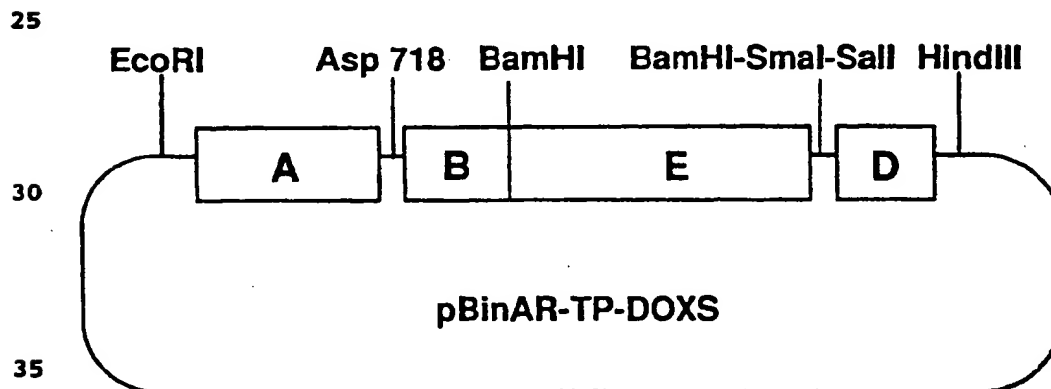 25
EcoRI Asp 718 BamHI BamHI-SmaI-SalI HindIII
A B E D
30
pBinAR-TP-DOXS
35